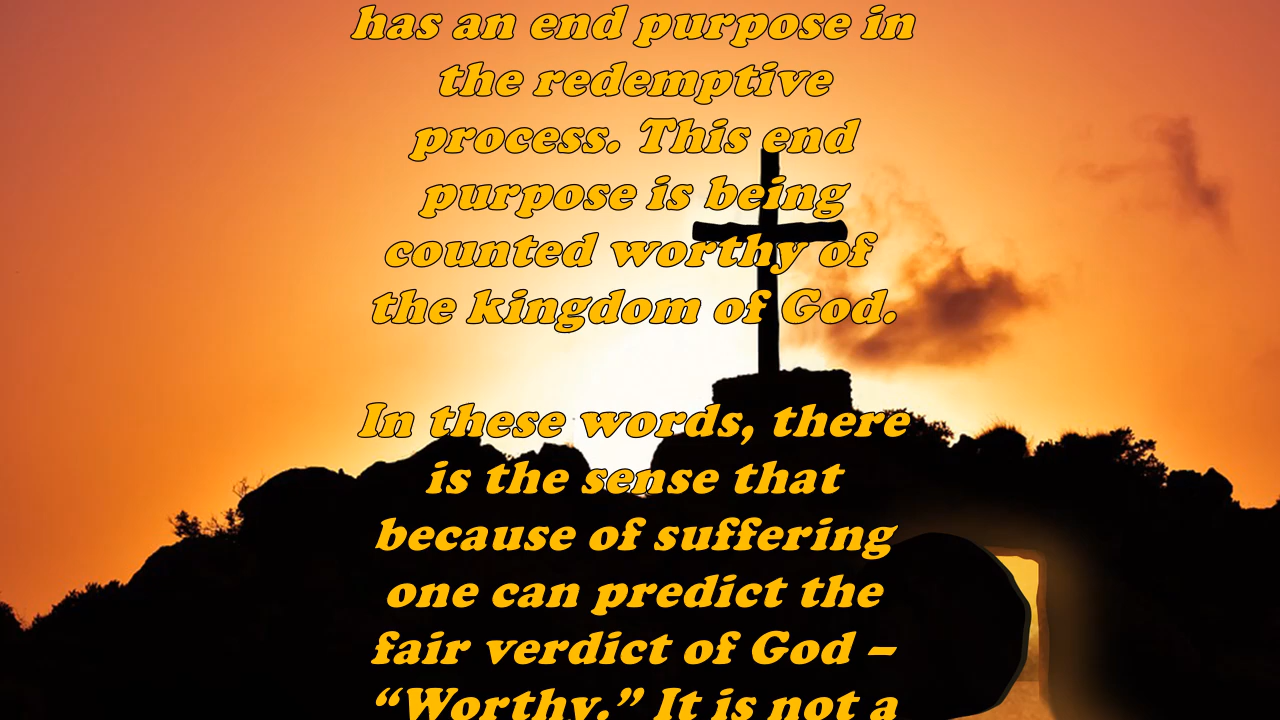 has an end purpose in
the redemptive
process. This end
purpose is being
counted worthy of
the kingdom of God.
In these words, there
is the sense that
because of suffering
one can predict the
fair verdict of God –
“Worthy.” It is not a